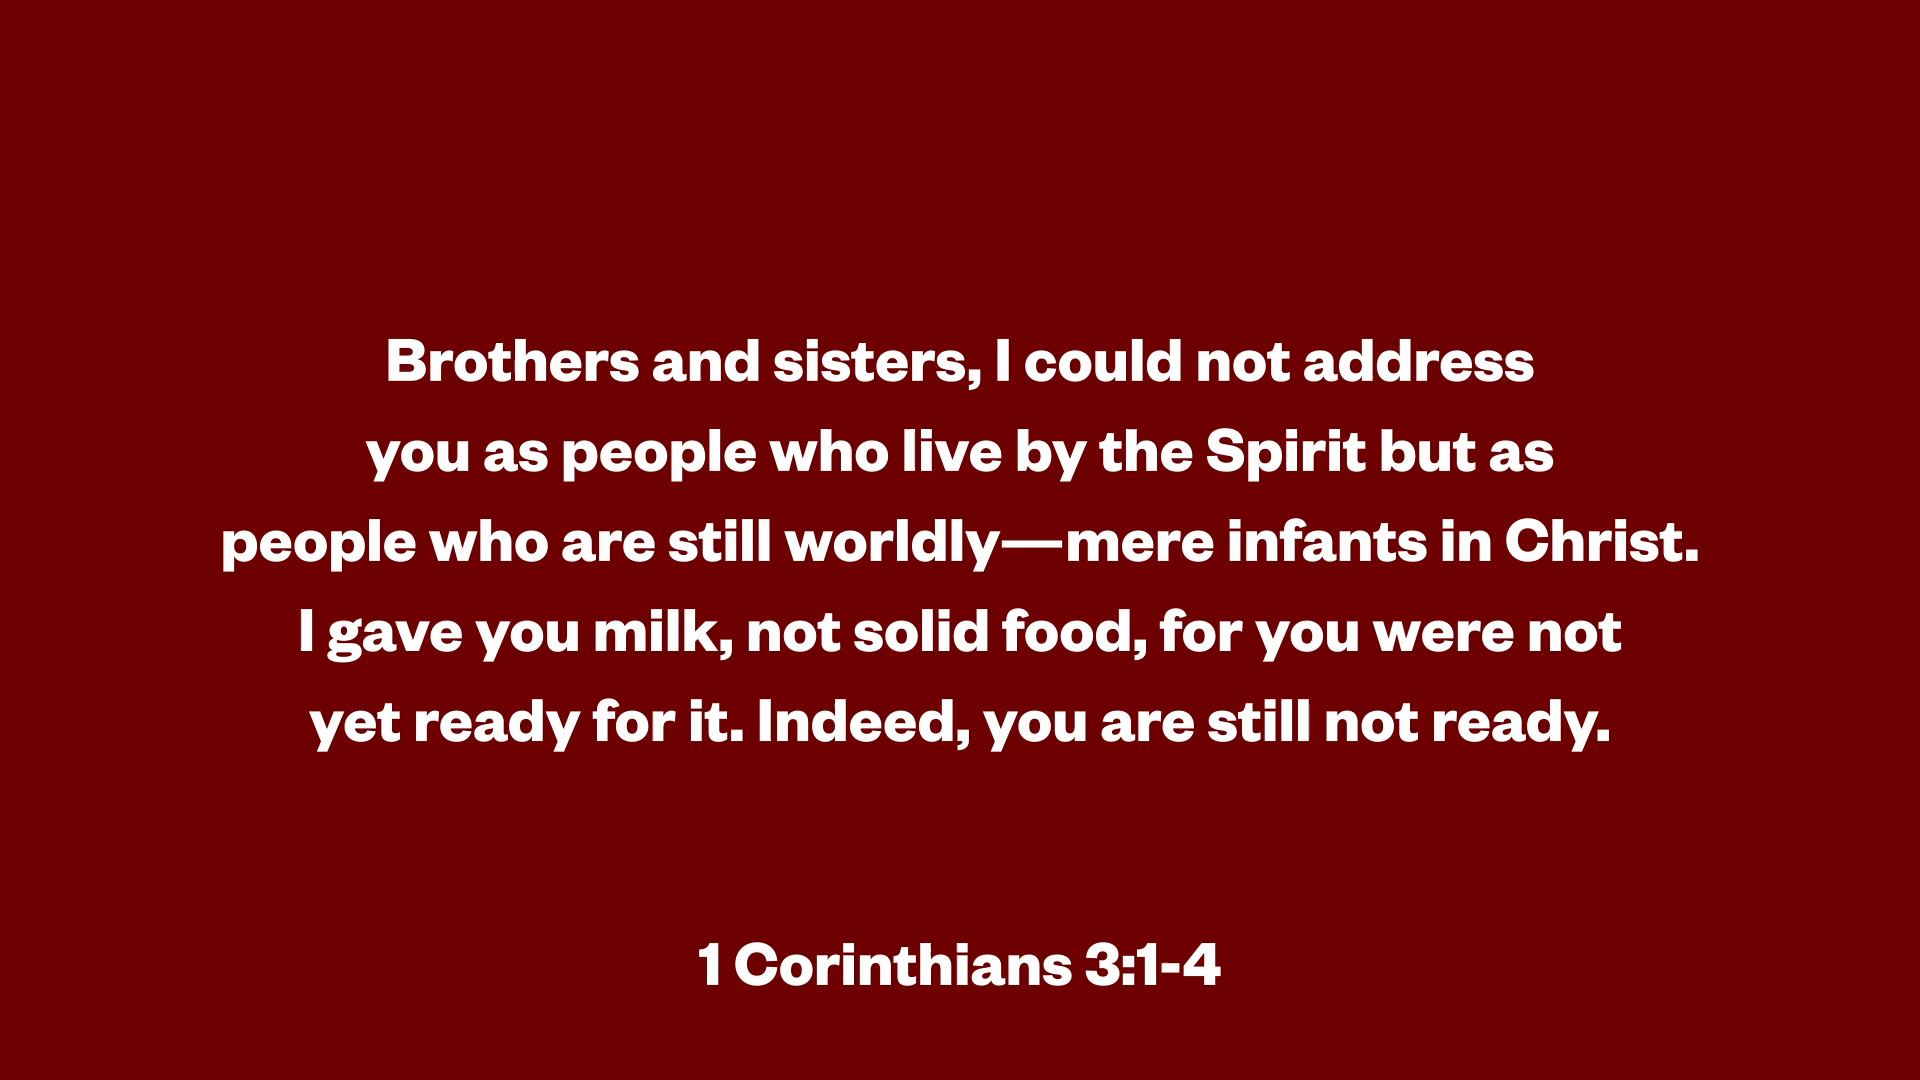 Brothers and sisters, I could not address
you as people who live by the Spirit but as
people who are still worldly—mere infants in Christ.
I gave you milk, not solid food, for you were not
yet ready for it. Indeed, you are still not ready.
1 Corinthians 3:1-4